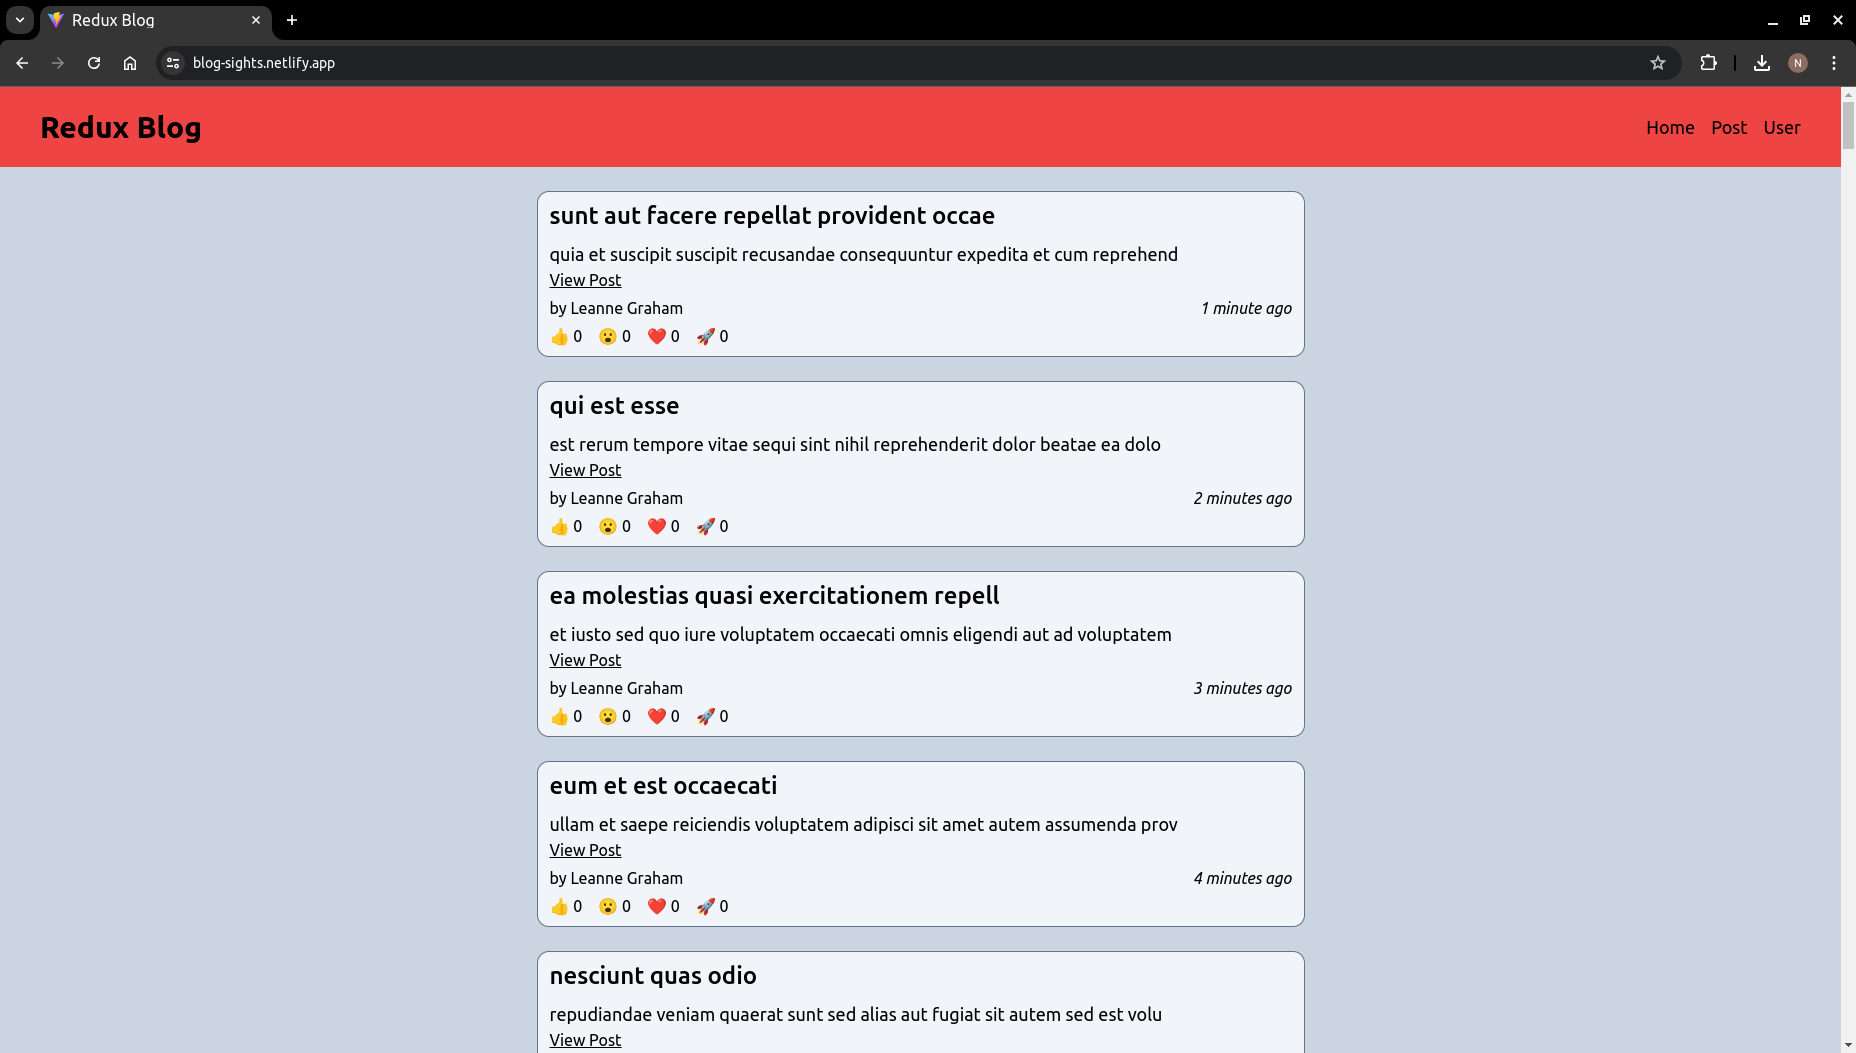 Redux Blog
blog-sights.netlify.app
N
Redux Blog
Home Post User
sunt aut facere repellat provident occae
quia et suscipit suscipit recusandae consequuntur expedita et cum reprehend
View Post
by Leanne Graham 1 minute ago
👍 0 😮 0 ❤️ 0 🚀 0
qui est esse
est rerum tempore vitae sequi sint nihil reprehenderit dolor beatae ea dolo
View Post
by Leanne Graham 2 minutes ago
👍 0 😮 0 ❤️ 0 🚀 0
ea molestias quasi exercitationem repell
et iusto sed quo iure voluptatem occaecati omnis eligendi aut ad voluptatem
View Post
by Leanne Graham 3 minutes ago
👍 0 😮 0 ❤️ 0 🚀 0
eum et est occaecati
ullam et saepe reiciendis voluptatem adipisci sit amet autem assumenda prov
View Post
by Leanne Graham 4 minutes ago
👍 0 😮 0 ❤️ 0 🚀 0
nesciunt quas odio
repudiandae veniam quaerat sunt sed alias aut fugiat sit autem sed est volu
View Post